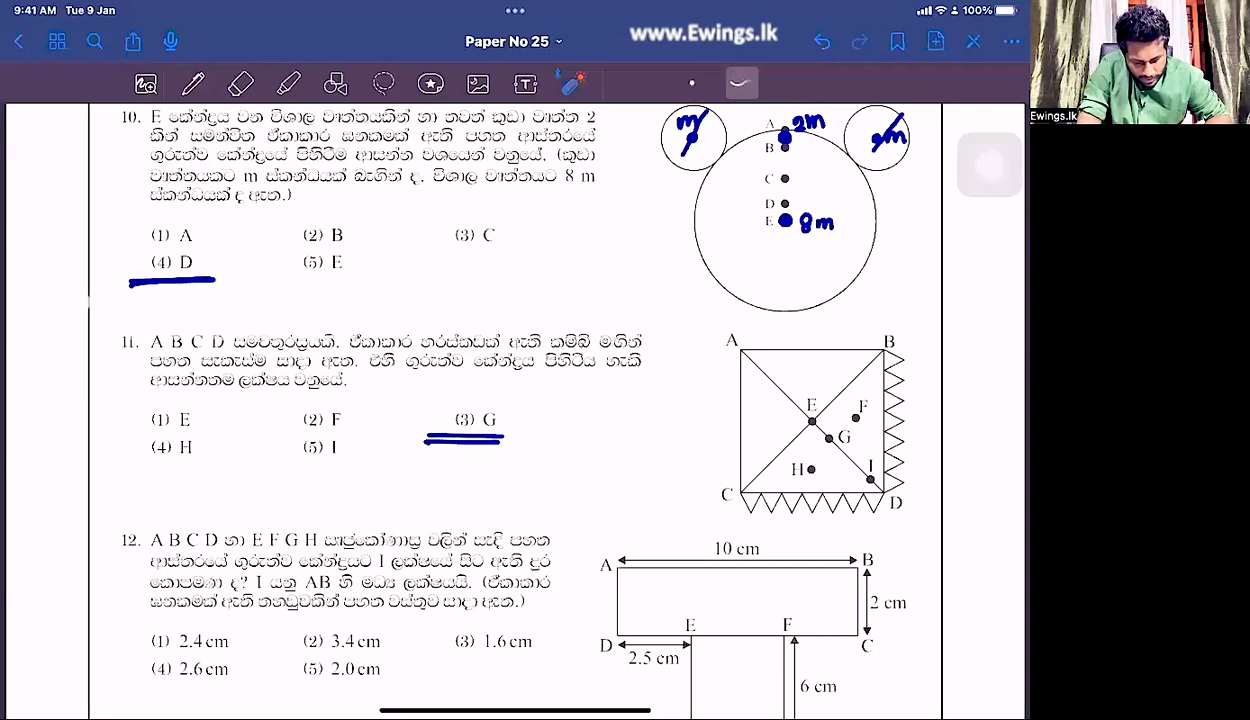 9:41 AM Tue 9 Jan
100%
Paper No 25
www.Ewings.lk
Ewings.lk
10. E කේන්ද්‍රය වන විශාල වෘත්තයකින් හා තවත් කුඩා වෘත්ත 2
කින් සමන්විත ඒකාකාර ඝනකමක් ඇති පහත ආස්තරයේ
ගුරුත්ව කේන්ද්‍රයේ පිහිටීම ආසන්න වශයෙන් වනුයේ, (කුඩා
වෘත්තයකට m ස්කන්ධයක් බැගින් ද, විශාල වෘත්තයට 8 m
ස්කන්ධයක් ද ඇත.)
(1) A
(2) B
(3) C
(4) D
(5) E
m
A
2m
m
B
C
D
E
8m
11. A B C D සමචතුරස්‍රයකි. ඒකාකාර හරස්කඩක් ඇති කම්බි මගින්
පහත සැකැස්ම සාදා ඇත. එහි ගුරුත්ව කේන්ද්‍රය පිහිටිය හැකි
ආසන්නතම ලක්ෂය වනුයේ,
(1) E
(2) F
(3) G
(4) H
(5) I
A
B
E
F
G
H
I
C
D
12. A B C D හා E F G H සෘජුකෝණාස්‍ර වලින් සැදි පහත
ආස්තරයේ ගුරුත්ව කේන්ද්‍රයට I ලක්ෂයේ සිට ඇති දුර
කොපමණ ද? I යනු AB හි මධ්‍ය ලක්ෂයයි. (ඒකාකාර
ඝනකමක් ඇති තහඩුවකින් පහත වස්තුව සාදා ඇත.)
(1) 2.4 cm
(2) 3.4 cm
(3) 1.6 cm
(4) 2.6 cm
(5) 2.0 cm
10 cm
A
B
2 cm
E
F
D
C
2.5 cm
6 cm